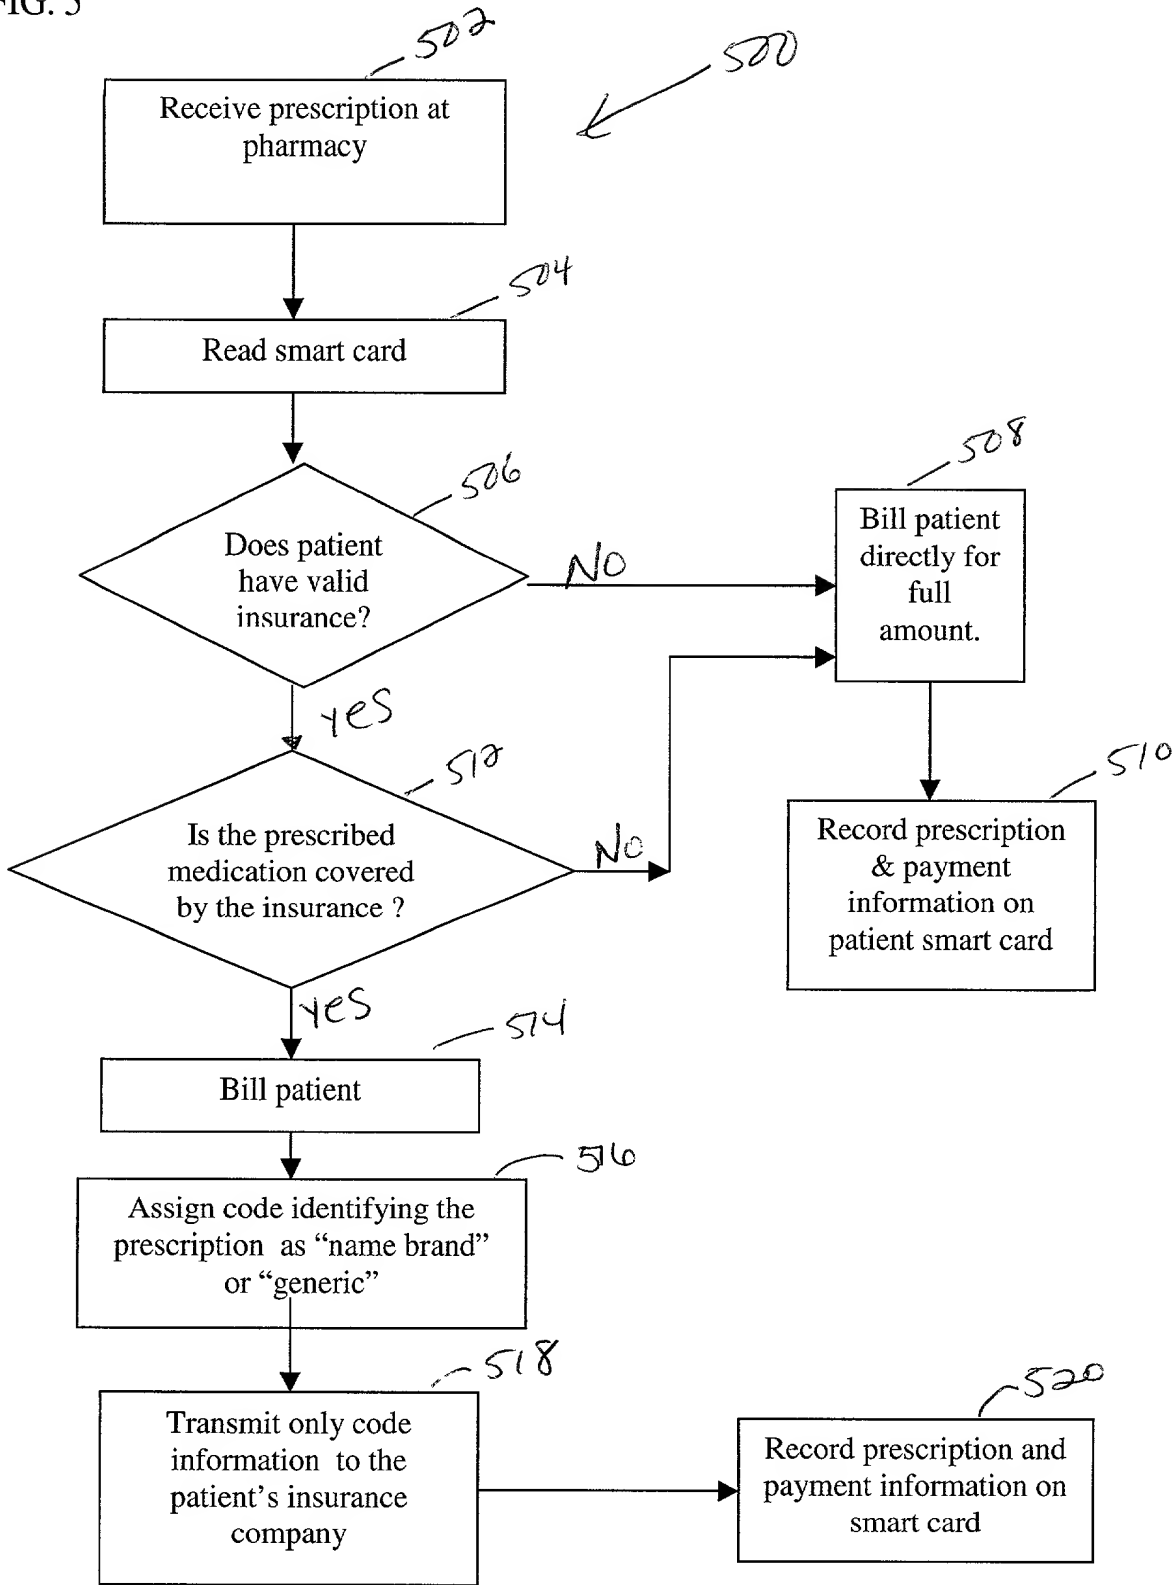 FIG. 5
502
500
Receive prescription at
pharmacy
504
Read smart card
506
Does patient
have valid
insurance?
NO
508
Bill patient
directly for
full
amount.
yes
512
Is the prescribed
medication covered
by the insurance ?
No
510
Record prescription
& payment
information on
patient smart card
yes
514
Bill patient
516
Assign code identifying the
prescription as “name brand”
or “generic”
518
Transmit only code
information to the
patient’s insurance
company
520
Record prescription and
payment information on
smart card